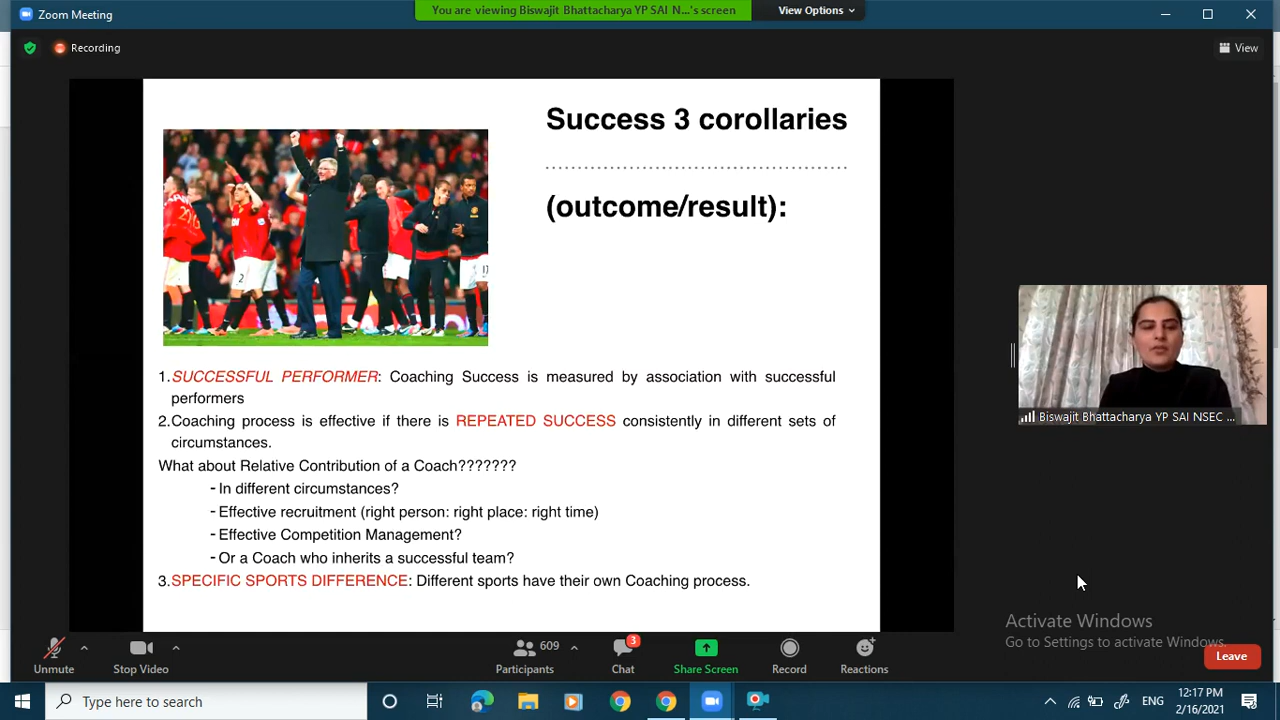 Zoom Meeting
You are viewing Biswajit Bhattacharya YP SAI N...'s screen
View Options
Recording
View
Success 3 corollaries
(outcome/result):
1.SUCCESSFUL PERFORMER: Coaching Success is measured by association with successful
performers
2.Coaching process is effective if there is REPEATED SUCCESS consistently in different sets of
circumstances.
What about Relative Contribution of a Coach???????
- In different circumstances?
- Effective recruitment (right person: right place: right time)
- Effective Competition Management?
- Or a Coach who inherits a successful team?
3.SPECIFIC SPORTS DIFFERENCE: Different sports have their own Coaching process.
Biswajit Bhattacharya YP SAI NSEC ...
Activate Windows
Go to Settings to activate Windows.
Unmute
Stop Video
609
Participants
3
Chat
Share Screen
Record
Reactions
Leave
Type here to search
ENG
12:17 PM
2/16/2021